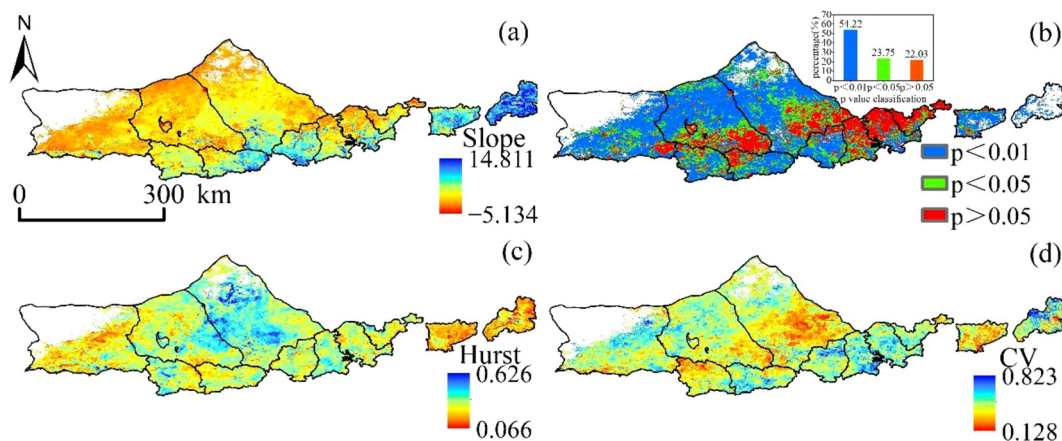 N
(a)
Slope
14.811
−5.134
0 300 km
(b)
percentage(%)
70
60
50
40
30
20
10
0
54.22
23.75
22.03
p<0.01 p<0.05 p>0.05
p value classification
p<0.01
p<0.05
p>0.05
(c)
Hurst
0.626
0.066
(d)
CV
0.823
0.128